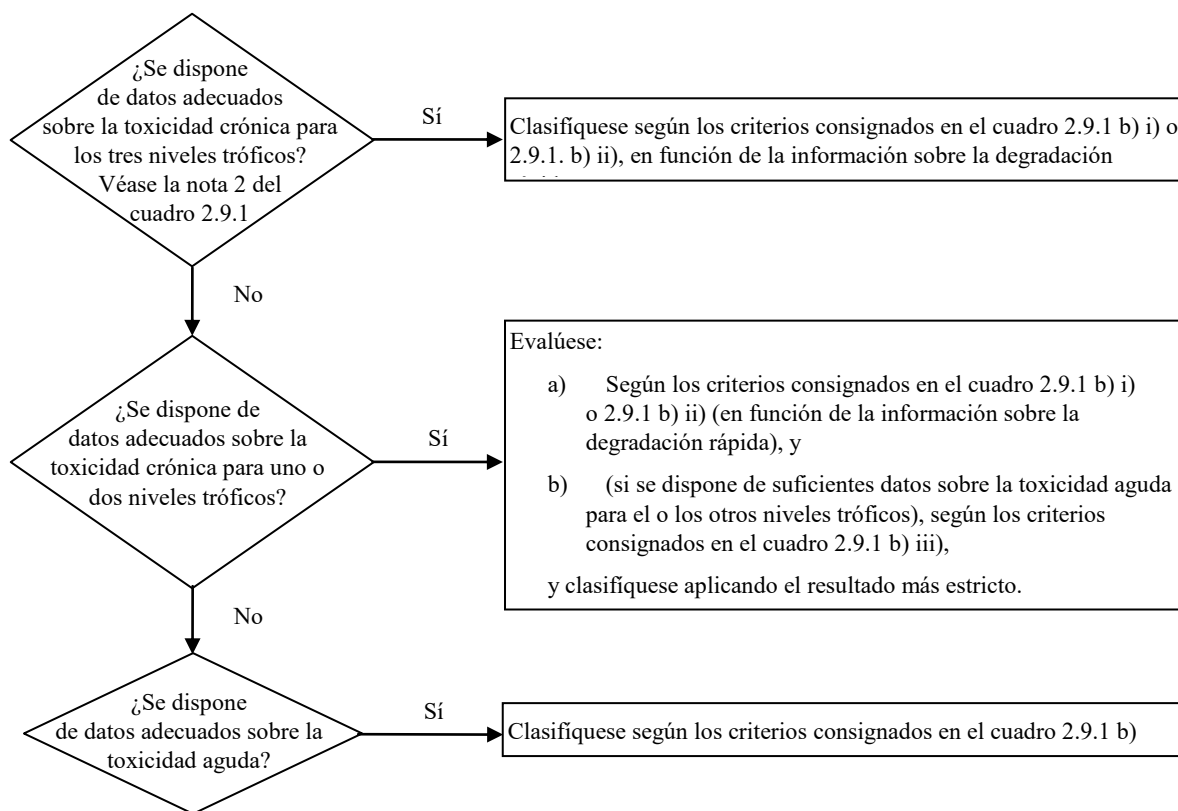 ¿Se dispone
de datos adecuados
sobre la toxicidad crónica para
los tres niveles tróficos?
Véase la nota 2 del
cuadro 2.9.1
Sí
Clasifíquese según los criterios consignados en el cuadro 2.9.1 b) i) o
2.9.1. b) ii), en función de la información sobre la degradación
No
¿Se dispone de
datos adecuados sobre la
toxicidad crónica para uno o
dos niveles tróficos?
Sí
Evalúese:
a) Según los criterios consignados en el cuadro 2.9.1 b) i)
o 2.9.1 b) ii) (en función de la información sobre la
degradación rápida), y
b) (si se dispone de suficientes datos sobre la toxicidad aguda
para el o los otros niveles tróficos), según los criterios
consignados en el cuadro 2.9.1 b) iii),
y clasifíquese aplicando el resultado más estricto.
No
¿Se dispone
de datos adecuados sobre la
toxicidad aguda?
Sí
Clasifíquese según los criterios consignados en el cuadro 2.9.1 b)